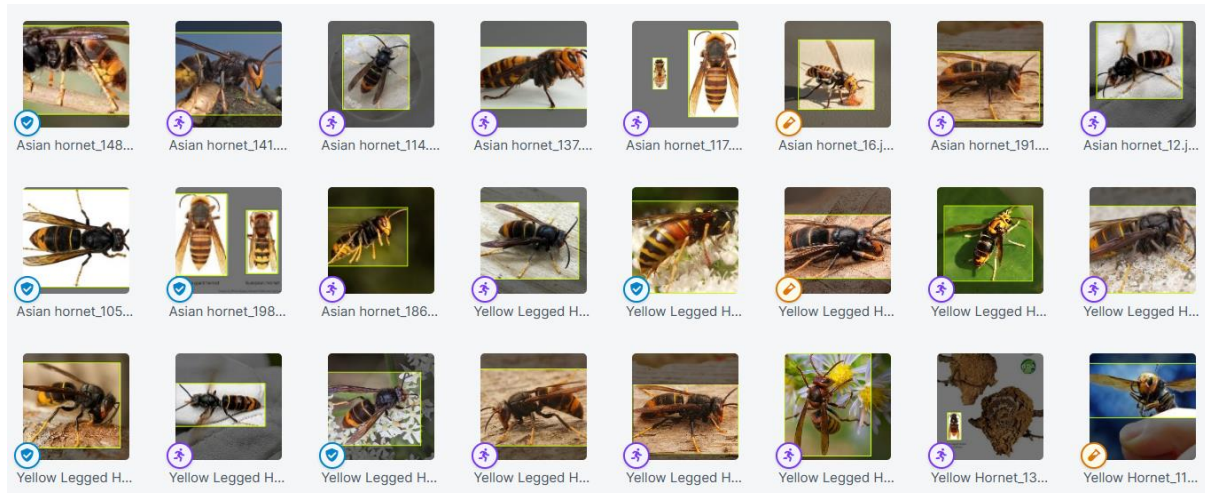 Asian hornet_148...
Asian hornet_141....
Asian hornet_114....
Asian hornet_137....
Asian hornet_117....
Asian hornet_16.j...
Asian hornet_191....
Asian hornet_12.j...
Asian hornet_105...
Asian hornet_198...
Asian hornet_186...
Yellow Legged H...
Yellow Legged H...
Yellow Legged H...
Yellow Legged H...
Yellow Legged H...
Yellow Legged H...
Yellow Legged H...
Yellow Legged H...
Yellow Legged H...
Yellow Legged H...
Yellow Legged H...
Yellow Hornet_13...
Yellow Hornet_11...